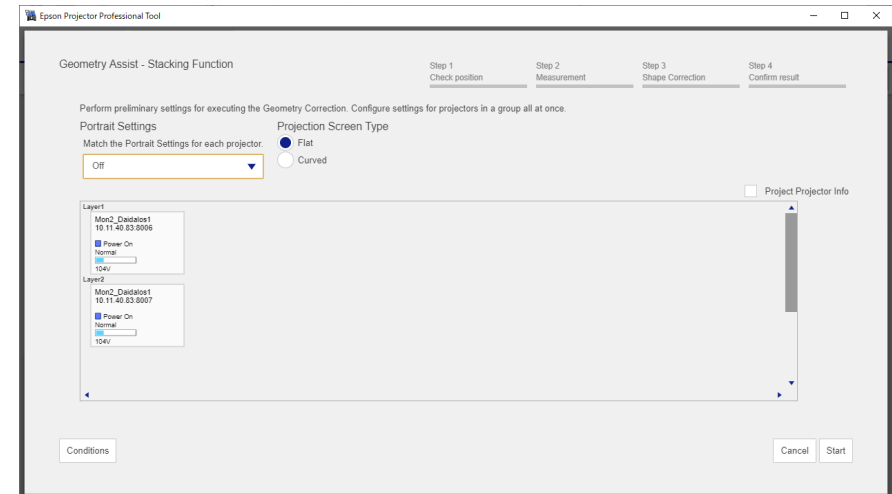 Epson Projector Professional Tool
Geometry Assist - Stacking Function
Step 1
Check position
Step 2
Measurement
Step 3
Shape Correction
Step 4
Confirm result
Perform preliminary settings for executing the Geometry Correction. Configure settings for projectors in a group all at once.
Portrait Settings
Match the Portrait Settings for each projector.
Off
Projection Screen Type
Flat
Curved
Project Projector Info
Layer1
Mon2_Daidalos1
10.11.40.83:8006
Power On
Normal
104V
Layer2
Mon2_Daidalos1
10.11.40.83:8007
Power On
Normal
104V
Conditions
Cancel
Start